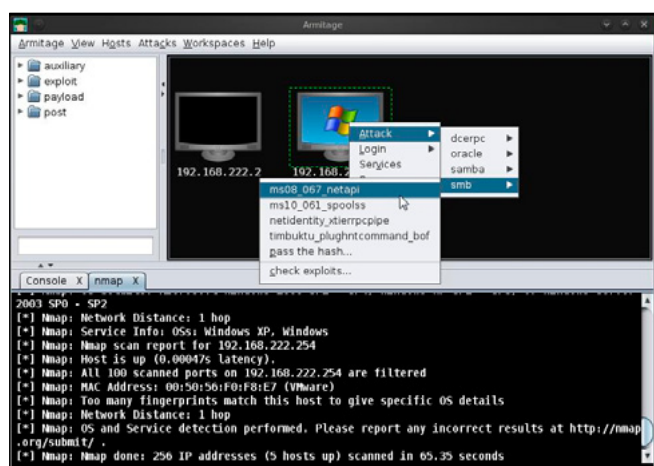 Armitage
Armitage View Hosts Attacks Workspaces Help
auxiliary
exploit
payload
post
192.168.222.2
192.168.2
Attack
Login
Services
dcerpc
oracle
samba
smb
ms08_067_netapi
ms10_061_spoolss
netidentity_xtierrpcpipe
timbuktu_plughntcommand_bof
pass the hash...
check exploits...
Console X nmap X
2003 SP0 - SP2
[*] Nmap: Network Distance: 1 hop
[*] Nmap: Service Info: OSs: Windows XP, Windows
[*] Nmap: Nmap scan report for 192.168.222.254
[*] Nmap: Host is up (0.00047s latency).
[*] Nmap: All 100 scanned ports on 192.168.222.254 are filtered
[*] Nmap: MAC Address: 00:50:56:F0:F8:E7 (VMware)
[*] Nmap: Too many fingerprints match this host to give specific OS details
[*] Nmap: Network Distance: 1 hop
[*] Nmap: OS and Service detection performed. Please report any incorrect results at http://nmap
.org/submit/ .
[*] Nmap: Nmap done: 256 IP addresses (5 hosts up) scanned in 65.35 seconds